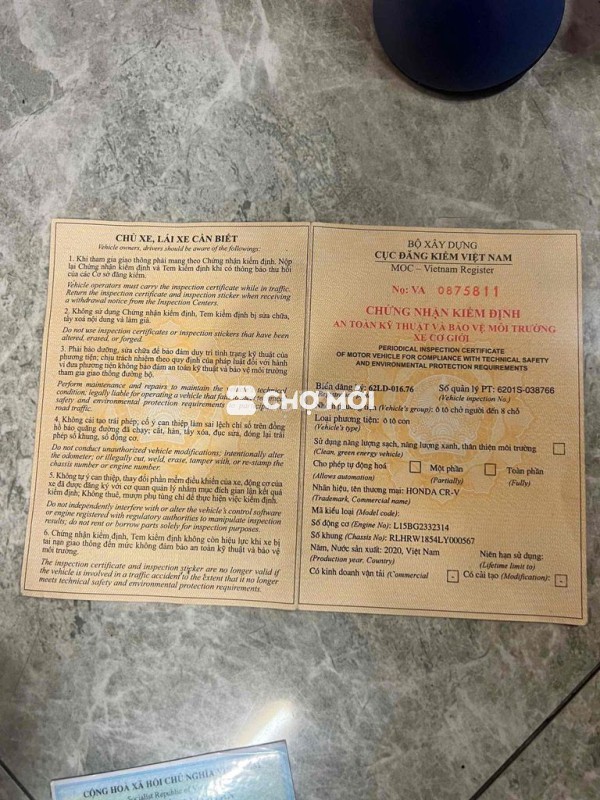 CHỦ XE, LÁI XE CẦN BIẾT
Vehicle owners, drivers should be aware of the followings:
1. Khi tham gia giao thông phải mang theo Chứng nhận kiểm định. Nộp
lại Chứng nhận kiểm định và Tem kiểm định khi có thông báo thu hồi
của các Cơ sở đăng kiểm.
Vehicle operators must carry the inspection certificate while in traffic.
Return the inspection certificate and inspection sticker when receiving
a withdrawal notice from the Inspection Centers.
2. Không sử dụng Chứng nhận kiểm định, Tem kiểm định bị sửa chữa,
tẩy xoá nội dung và làm giả.
Do not use inspection certificates or inspection stickers that have been
altered, erased, or forged.
3. Phải bảo dưỡng, sửa chữa để bảo đảm duy trì tình trạng kỹ thuật của
phương tiện; chịu trách nhiệm theo quy định của pháp luật đối với hành
vi đưa phương tiện không bảo đảm an toàn kỹ thuật và bảo vệ môi trường
tham gia giao thông đường bộ.
Perform maintenance and repairs to maintain the
condition, legally liable for operating a vehicle that
safety and environmental protection requirements
road traffic.
4. Không cải tạo trái phép; cố ý can thiệp làm sai lệch chỉ số trên đồng
hồ báo quãng đường đã chạy; cắt, hàn, tẩy xóa, đục sửa, đóng lại trái
phép số khung, số động cơ.
Do not conduct unauthorized vehicle modifications; intentionally alter
the odometer; or illegally cut, weld, erase, tamper with, or re-stamp the
chassis number or engine number.
5. Không tự ý can thiệp, thay đổi phần mềm điều khiển của xe, động cơ của
xe đã được đăng ký với cơ quan quản lý nhằm mục đích gian lận kết quả
kiểm định; Không thuê, mượn phụ tùng chỉ để thực hiện việc kiểm định.
Do not independently interfere with or alter the vehicle's control software
or engine registered with regulatory authorities to manipulate inspection
results; do not rent or borrow parts solely for inspection purposes.
6. Chứng nhận kiểm định, Tem kiểm định không còn hiệu lực khi xe bị
tai nạn giao thông đến mức không đảm bảo an toàn kỹ thuật và bảo vệ
môi trường.
The inspection certificate and inspection sticker are no longer valid if
the vehicle is involved in a traffic accident to the extent that it no longer
meets technical safety and environmental protection requirements.
BỘ XÂY DỰNG
CỤC ĐĂNG KIỂM VIỆT NAM
MOC – Vietnam Register
No: VA 0875811
CHỨNG NHẬN KIỂM ĐỊNH
AN TOÀN KỸ THUẬT VÀ BẢO VỆ MÔI TRƯỜNG
XE CƠ GIỚI
PERIODICAL INSPECTION CERTIFICATE
OF MOTOR VEHICLE FOR COMPLIANCE WITH TECHNICAL SAFETY
AND ENVIRONMENTAL PROTECTION REQUIREMENTS
Biển đăng ký: 62LD-016.76 Số quản lý PT: 6201S-038766
(Vehicle inspection No.)
(Vehicle's group): ô tô chở người đến 8 chỗ
Loại phương tiện: ô tô con
(Vehicle's type)
Sử dụng năng lượng sạch, năng lượng xanh, thân thiện môi trường
(Clean, green energy vehicle)
Cho phép tự động hoá Một phần Toàn phần
(Allows automation) (Partially) (Fully)
Nhãn hiệu, tên thương mại: HONDA CR-V
(Trademark, Commercial name)
Mã kiểu loại (Model code):
Số động cơ (Engine No): L15BG2332314
Số khung (Chassis No): RLHRW1854LY000567
Năm, Nước sản xuất: 2020, Việt Nam Niên hạn sử dụng:
(Production year, Country) (Lifetime limit to)
Có kinh doanh vận tải (Commercial - Có cải tạo (Modification): -
CHỢ MỚI
CỘNG HOÀ XÃ HỘI CHỦ NGHĨA
Socialist Republic of